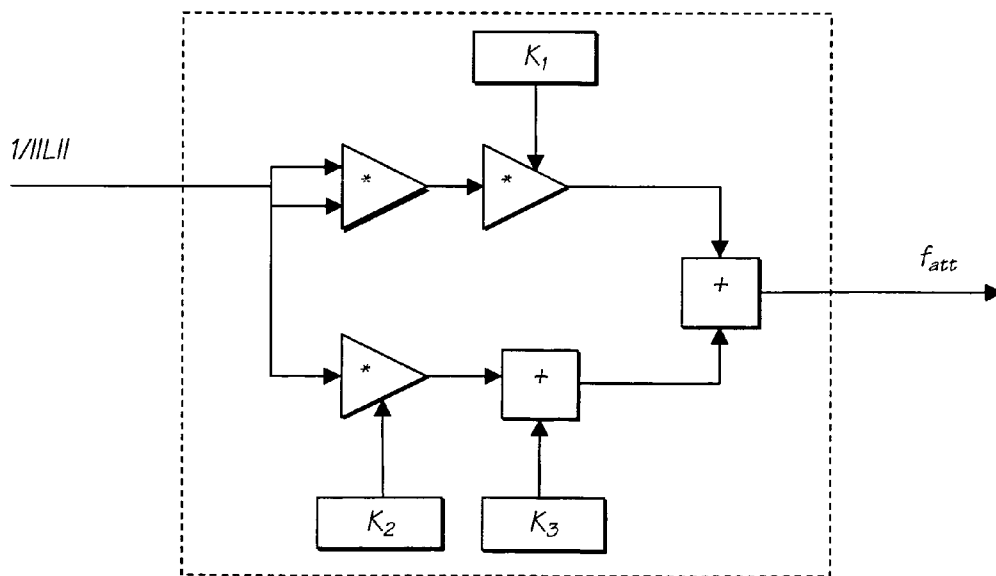 K₁
1/||L||
*
*
f_att
+
*
+
K₂
K₃